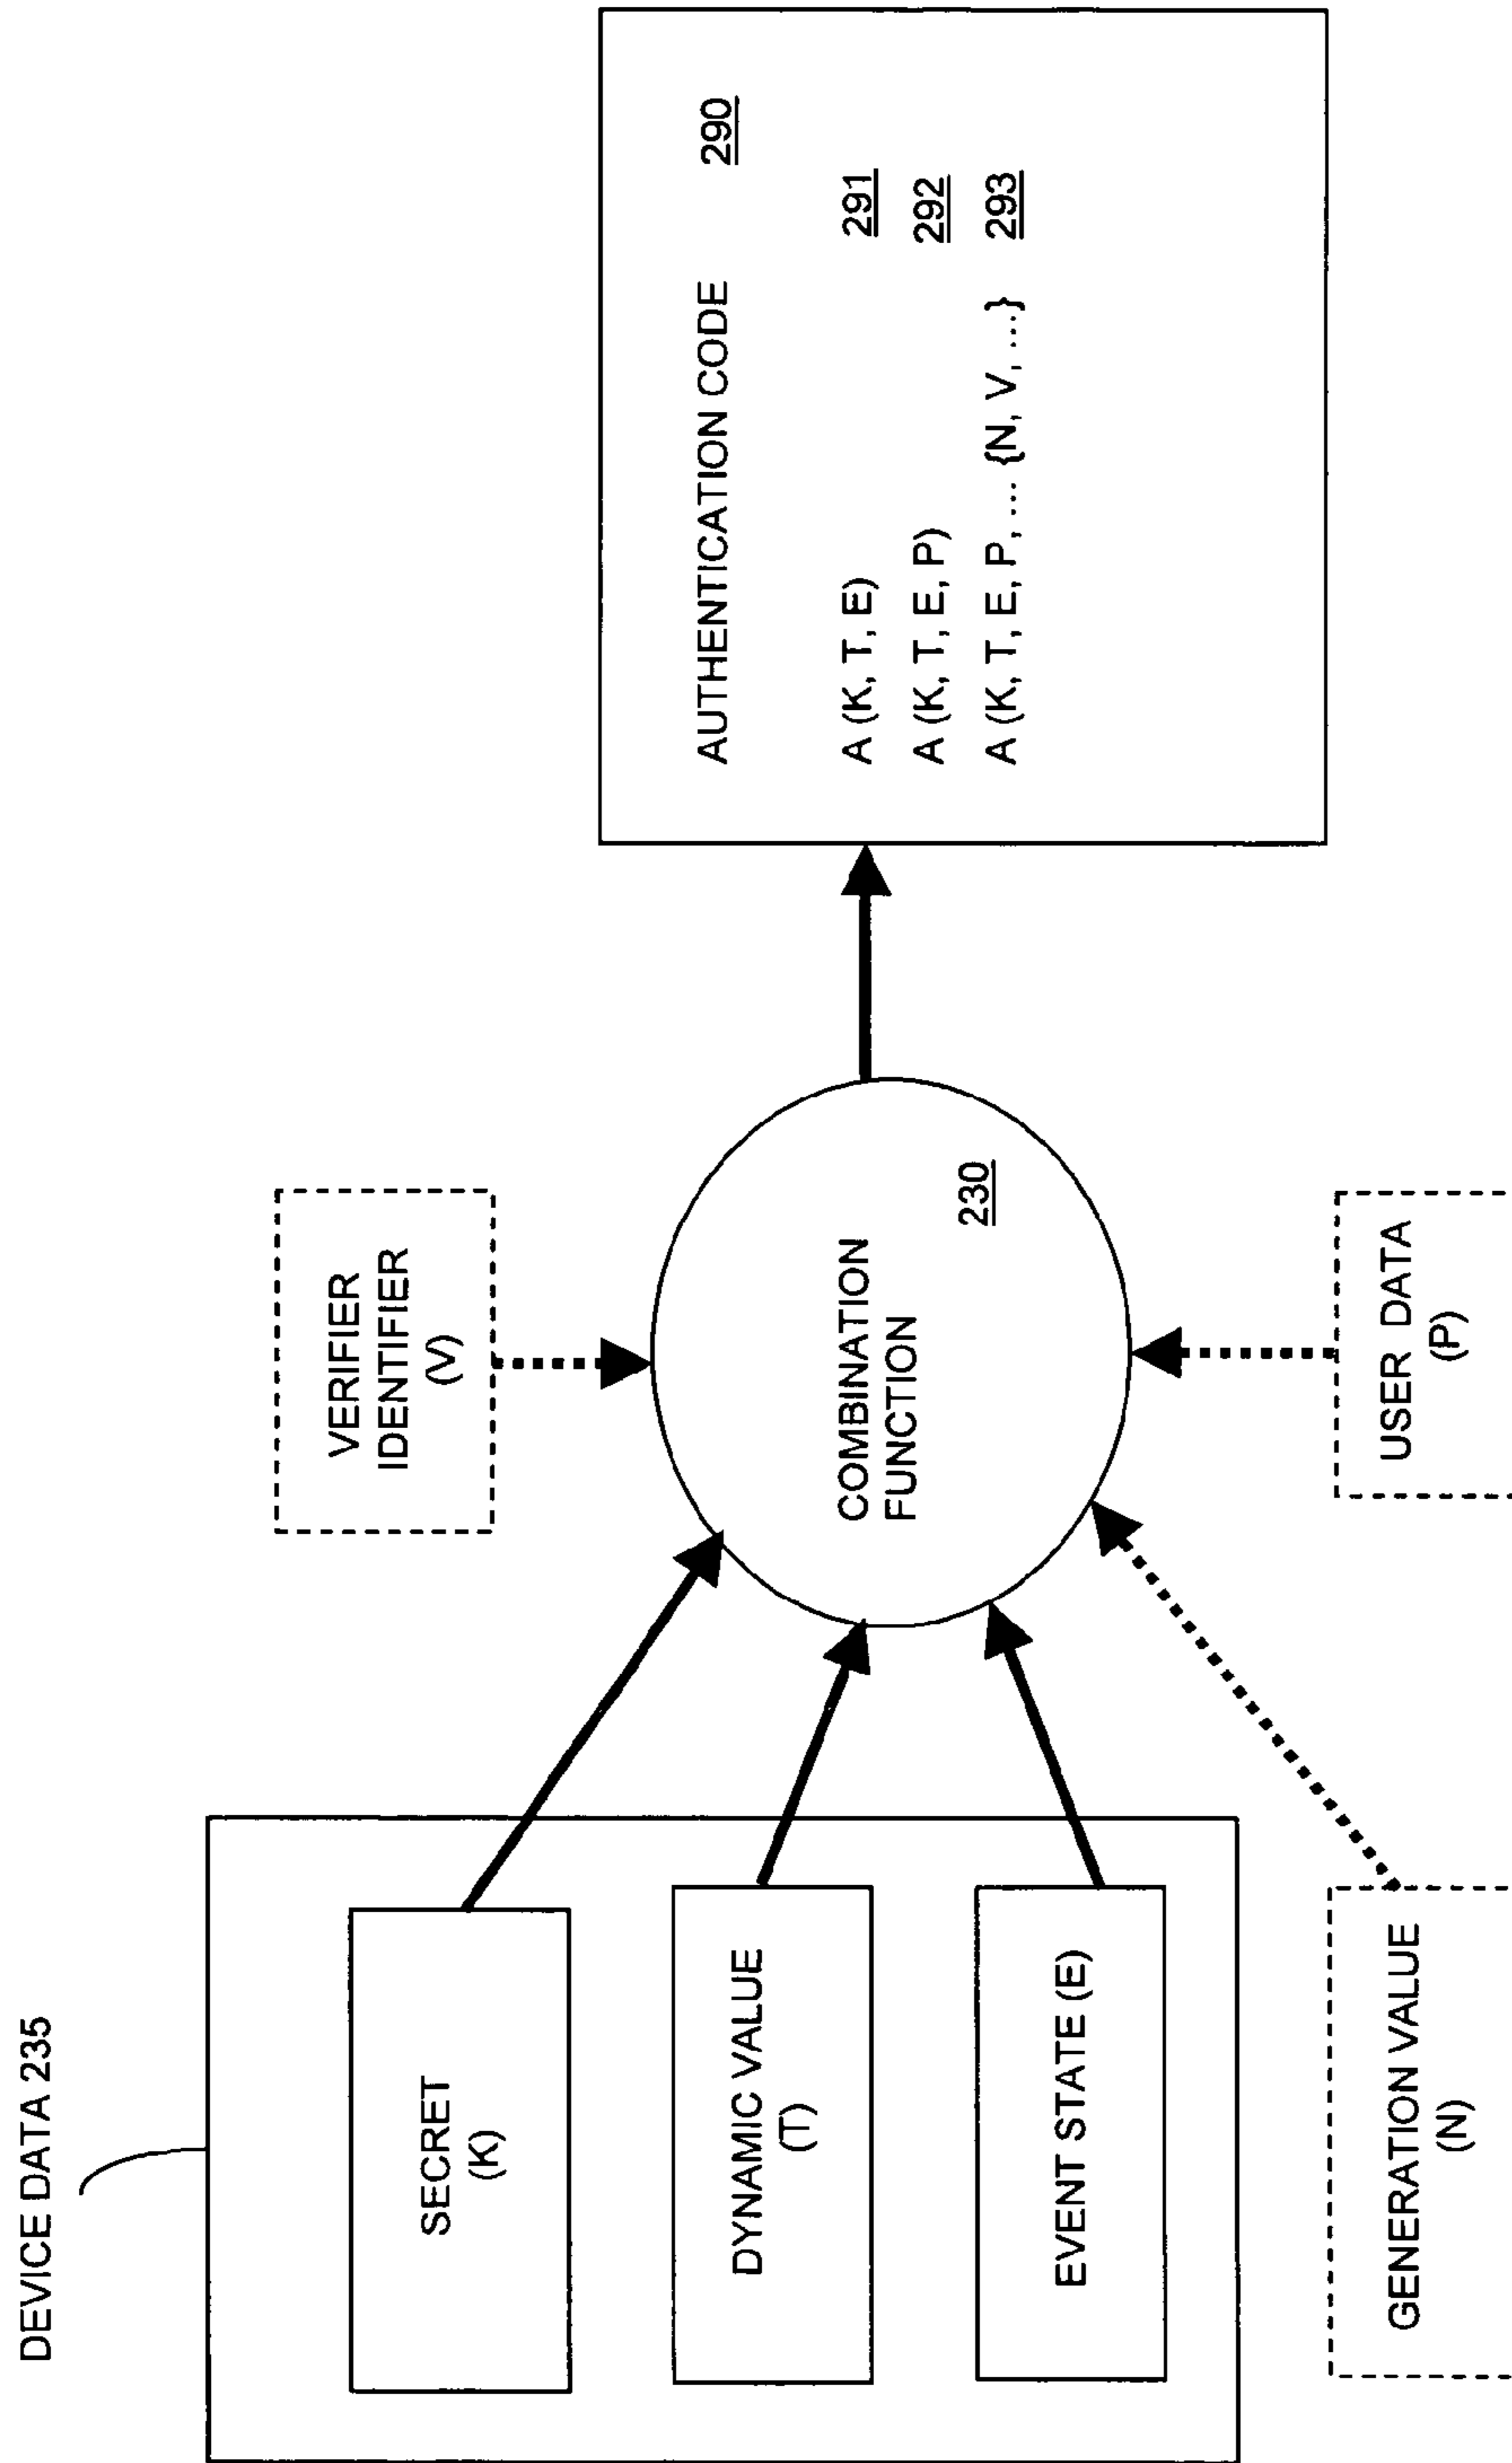 DEVICE DATA 235
SECRET
(K)
DYNAMIC VALUE
(T)
EVENT STATE (E)
GENERATION VALUE
(N)
VERIFIER
IDENTIFIER
(V)
COMBINATION
FUNCTION
230
USER DATA
(P)
AUTHENTICATION CODE 290
A (K, T, E) 291
A (K, T, E, P) 292
A (K, T, E, P, ... {N, V, ...} 293